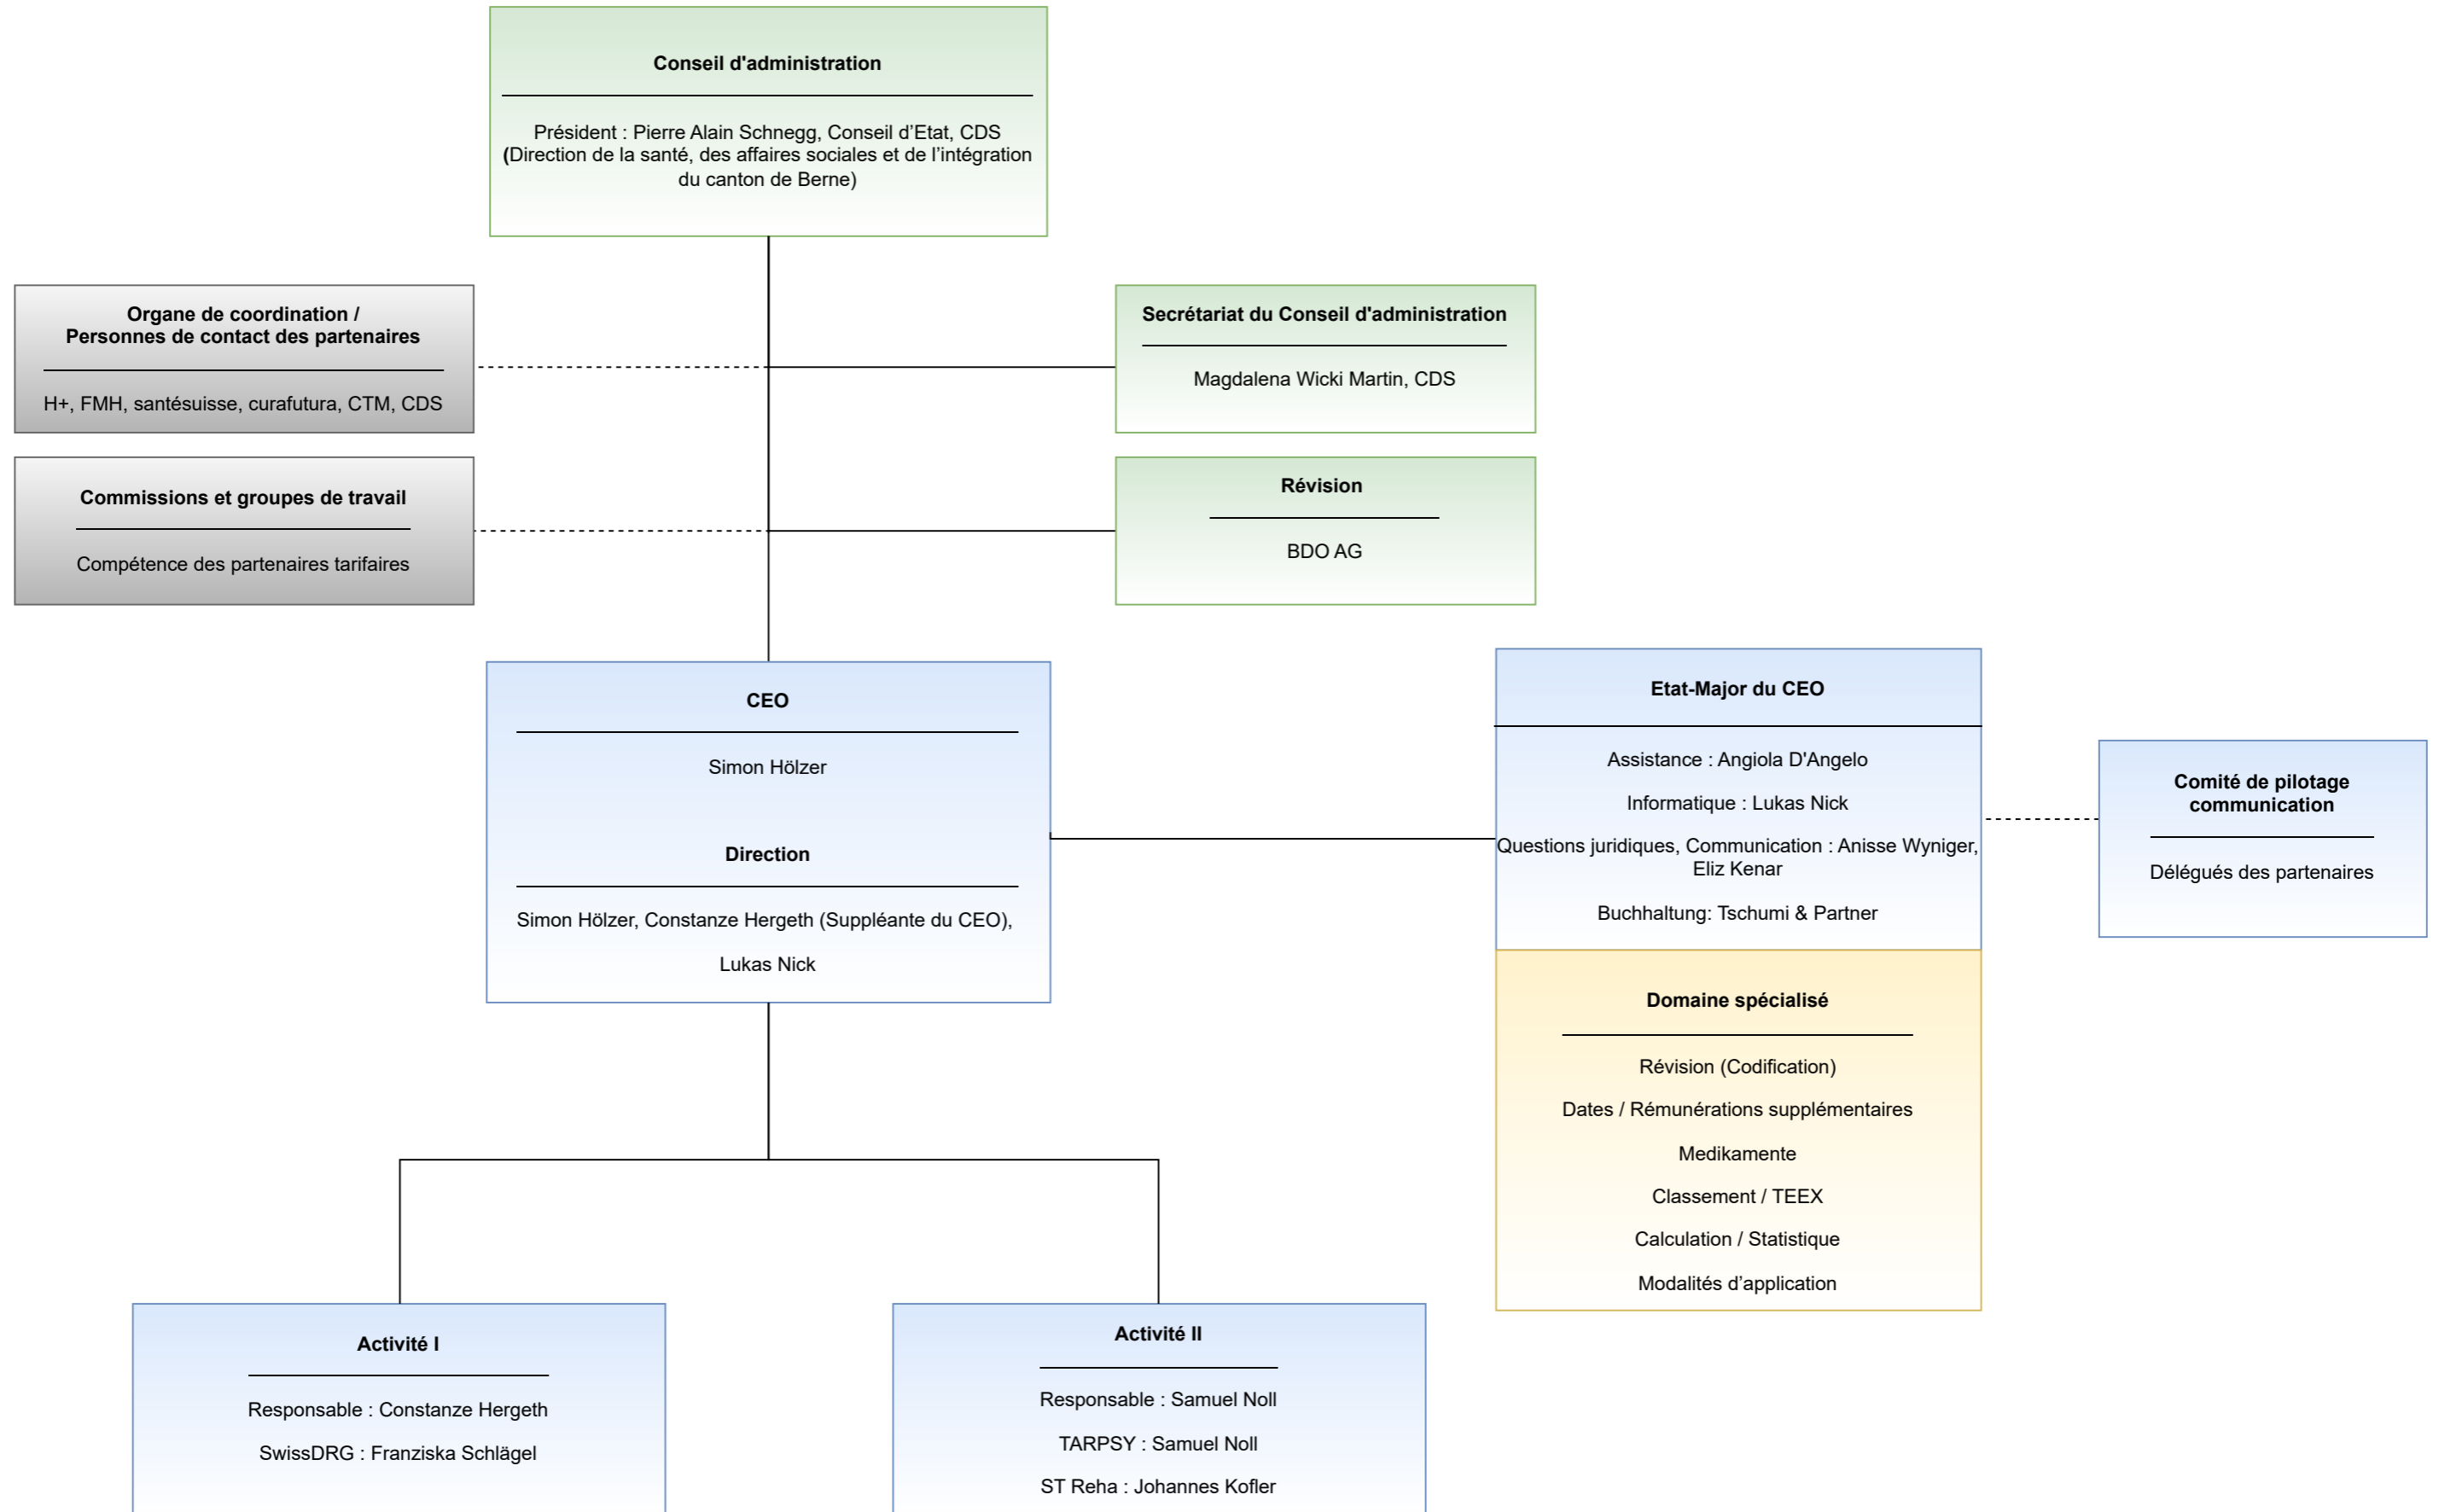 Conseil d'administration
Président : Pierre Alain Schnegg, Conseil d’Etat, CDS
(Direction de la santé, des affaires sociales et de l’intégration
du canton de Berne)
Organe de coordination /
Personnes de contact des partenaires
H+, FMH, santésuisse, curafutura, CTM, CDS
Secrétariat du Conseil d'administration
Magdalena Wicki Martin, CDS
Commissions et groupes de travail
Compétence des partenaires tarifaires
Révision
BDO AG
CEO
Simon Hölzer
Direction
Simon Hölzer, Constanze Hergeth (Suppléante du CEO),
Lukas Nick
Etat-Major du CEO
Assistance : Angiola D'Angelo
Informatique : Lukas Nick
Questions juridiques, Communication : Anisse Wyniger,
Eliz Kenar
Buchhaltung: Tschumi & Partner
Comité de pilotage
communication
Délégués des partenaires
Domaine spécialisé
Révision (Codification)
Dates / Rémunérations supplémentaires
Medikamente
Classement / TEEX
Calculation / Statistique
Modalités d’application
Activité I
Responsable : Constanze Hergeth
SwissDRG : Franziska Schlägel
Activité II
Responsable : Samuel Noll
TARPSY : Samuel Noll
ST Reha : Johannes Kofler